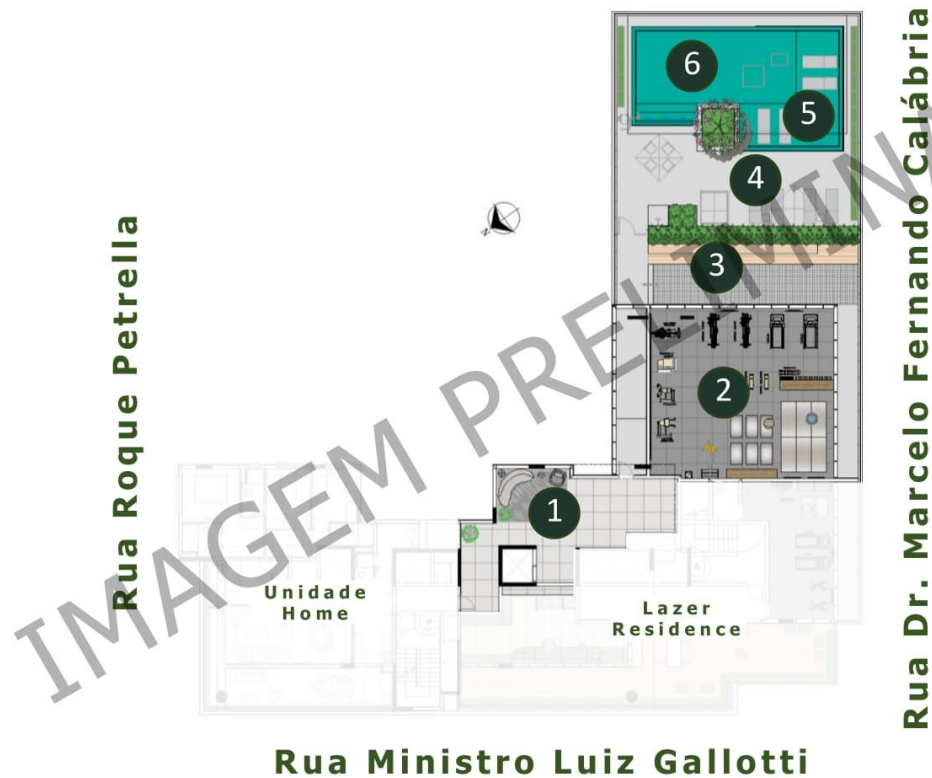 6
5
4
3
2
1
Rua Roque Petrella
Rua Dr. Marcelo Fernando Calábria
IMAGEM PRELIMINA
Unidade
Home
Lazer
Residence
Rua Ministro Luiz Gallotti